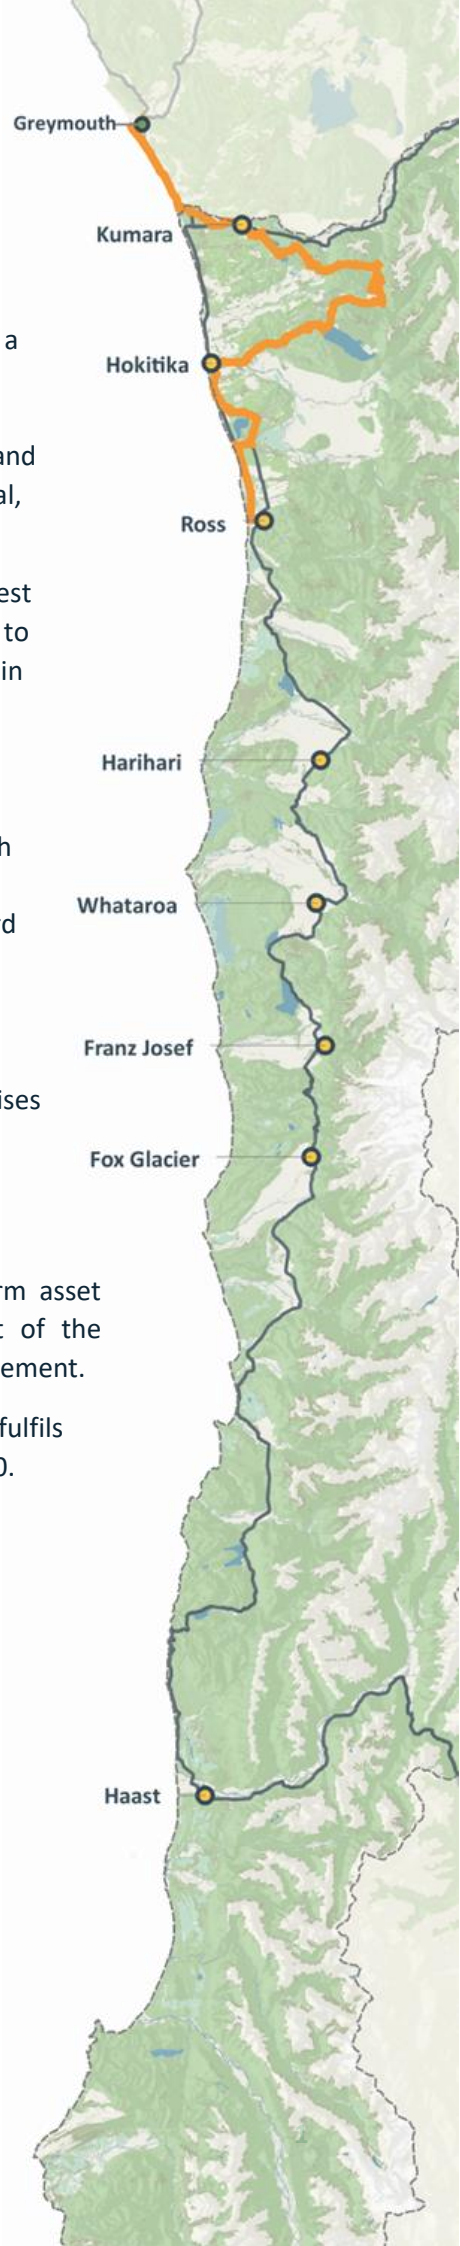 Greymouth
Kumara
a
Hokitika
and
al,
Ross
est
to
in
Harihari
h
Whataroa
d
Franz Josef
ises
Fox Glacier
rm asset
t of the
ement.
fulfils
0.
Haast